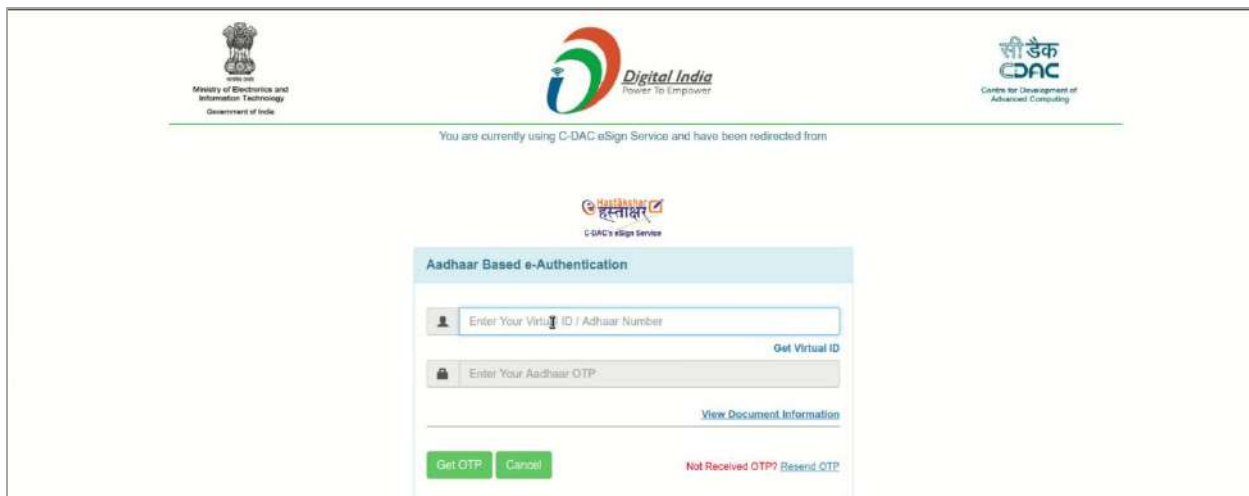 Ministry of Electronics and
Information Technology
Government of India
Digital India
Power To Empower
सी डैक
CDAC
Centre for Development of
Advanced Computing
You are currently using C-DAC eSign Service and have been redirected from
e Hastakshar
हस्ताक्षर
C-DAC's eSign Service
Aadhaar Based e-Authentication
Enter Your Virtual ID / Adhaar Number
Get Virtual ID
Enter Your Aadhaar OTP
View Document Information
Get OTP Cancel Not Received OTP? Resend OTP